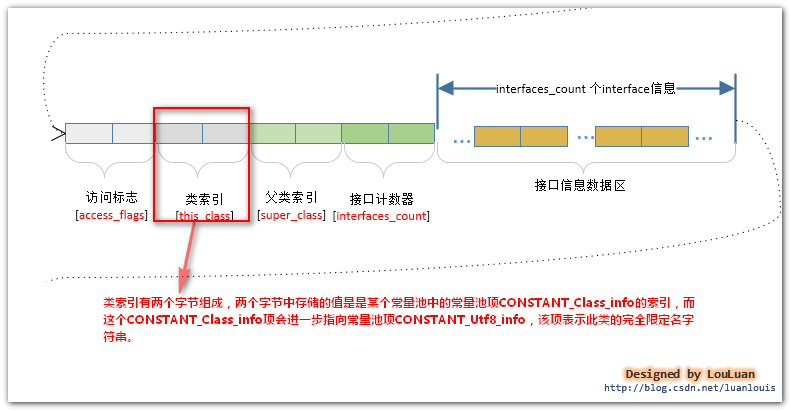 interfaces_count 个interface信息
...
...
...
访问标志
[access_flags]
类索引
[this_class]
父类索引
[super_class]
接口计数器
[interfaces_count]
接口信息数据区
类索引有两个字节组成，两个字节中存储的值是是某个常量池中的常量池项CONSTANT_Class_info的索引，而
这个CONSTANT_Class_info项会进一步指向常量池项CONSTANT_Utf8_info，该项表示此类的完全限定名字
符串。
Designed by LouLuan
http://blog.csdn.net/luanlouis